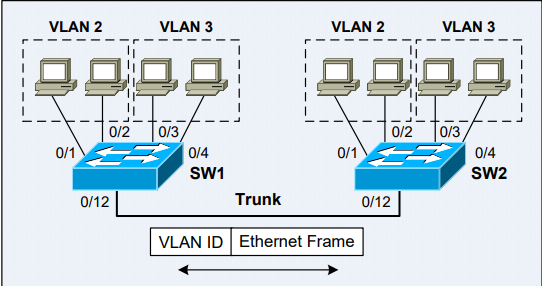 VLAN 2
VLAN 3
VLAN 2
VLAN 3
0/1
0/2
0/3
0/4
SW1
0/12
0/1
0/2
0/3
0/4
SW2
0/12
Trunk
VLAN ID
Ethernet Frame